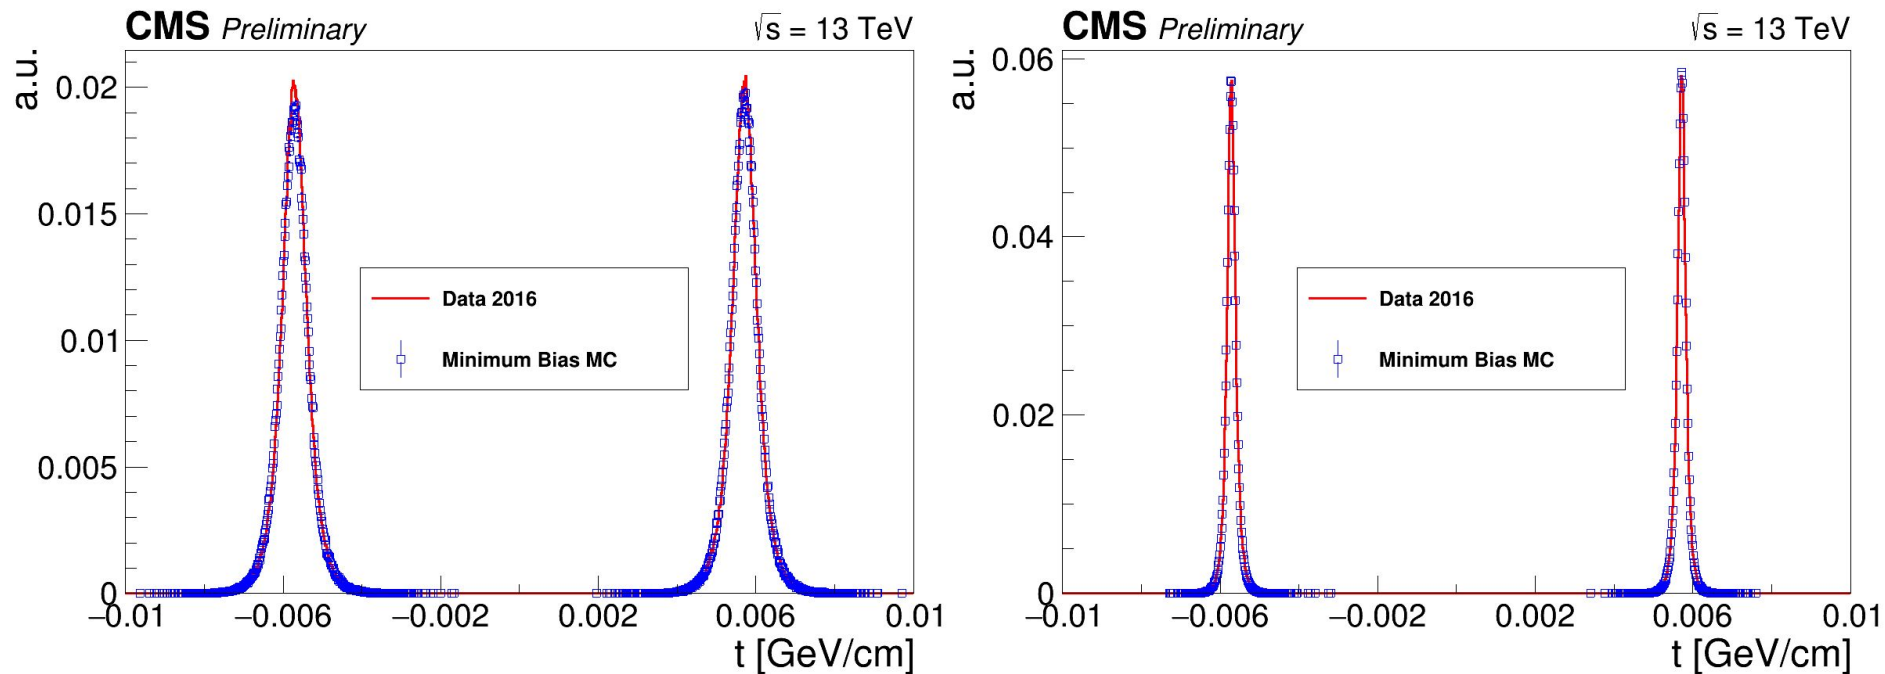 CMS Preliminary √s = 13 TeV
a.u.
0.02
0.015
0.01
0.005
0
Data 2016
Minimum Bias MC
−0.01 −0.006 −0.002 0.002 0.006 0.01
t [GeV/cm]
CMS Preliminary √s = 13 TeV
a.u.
0.06
0.04
0.02
0
Data 2016
Minimum Bias MC
−0.01 −0.006 −0.002 0.002 0.006 0.01
t [GeV/cm]